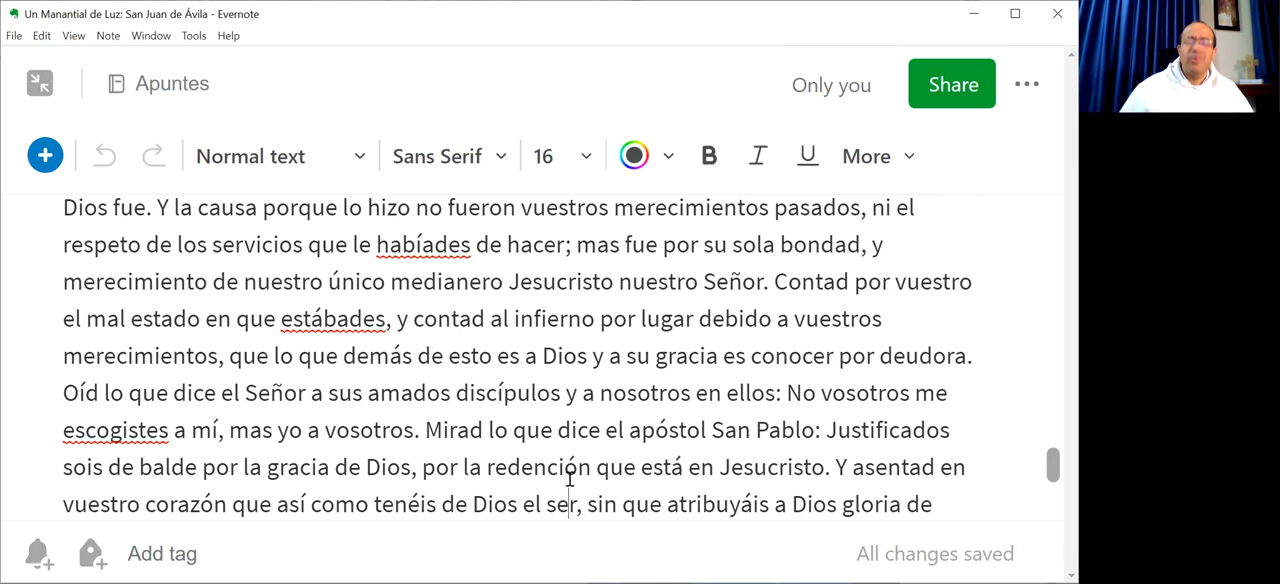 Un Manantial de Luz: San Juan de Ávila - Evernote
File Edit View Note Window Tools Help
Apuntes
Only you
Share
Normal text
Sans Serif
16
B I U More
Dios fue. Y la causa porque lo hizo no fueron vuestros merecimientos pasados, ni el
respeto de los servicios que le habíades de hacer; mas fue por su sola bondad, y
merecimiento de nuestro único medianero Jesucristo nuestro Señor. Contad por vuestro
el mal estado en que estábades, y contad al infierno por lugar debido a vuestros
merecimientos, que lo que demás de esto es a Dios y a su gracia es conocer por deudora.
Oíd lo que dice el Señor a sus amados discípulos y a nosotros en ellos: No vosotros me
escogistes a mí, mas yo a vosotros. Mirad lo que dice el apóstol San Pablo: Justificados
sois de balde por la gracia de Dios, por la redención que está en Jesucristo. Y asentad en
vuestro corazón que así como tenéis de Dios el ser, sin que atribuyáis a Dios gloria de
Add tag
All changes saved